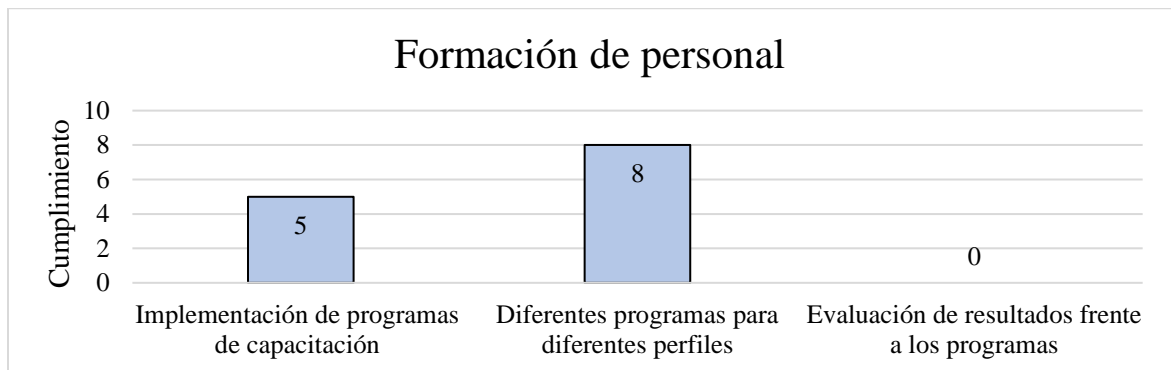 Formación de personal
Cumplimiento
10
8
6
4
2
0
5
8
0
Implementación de programas
de capacitación
Diferentes programas para
diferentes perfiles
Evaluación de resultados frente
a los programas